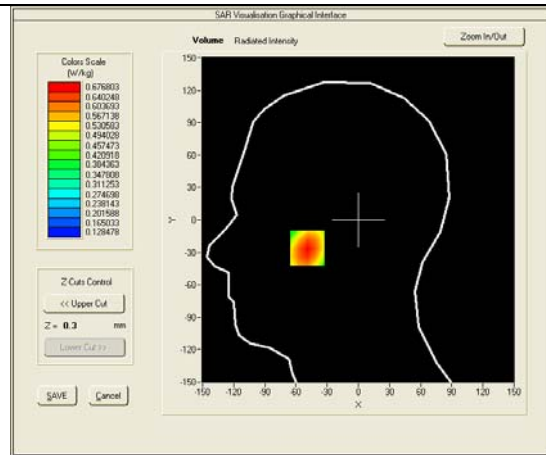 SAR Visualisation Graphical Interface
Volume Radiated Intensity
Zoom In/Out
Colors Scale
(W/kg)
0.676803
0.640248
0.603693
0.567138
0.530583
0.494028
0.457473
0.420918
0.384363
0.347808
0.311253
0.274698
0.238143
0.201588
0.165033
0.128478
Z Cuts Control
<< Upper Cut
Z = 0.3 mm
Lower Cut >>
SAVE Cancel
150
120
90
60
30
0
-30
-60
-90
-120
-150
Y
-150 -120 -90 -60 -30 0 30 60 90 120 150
X